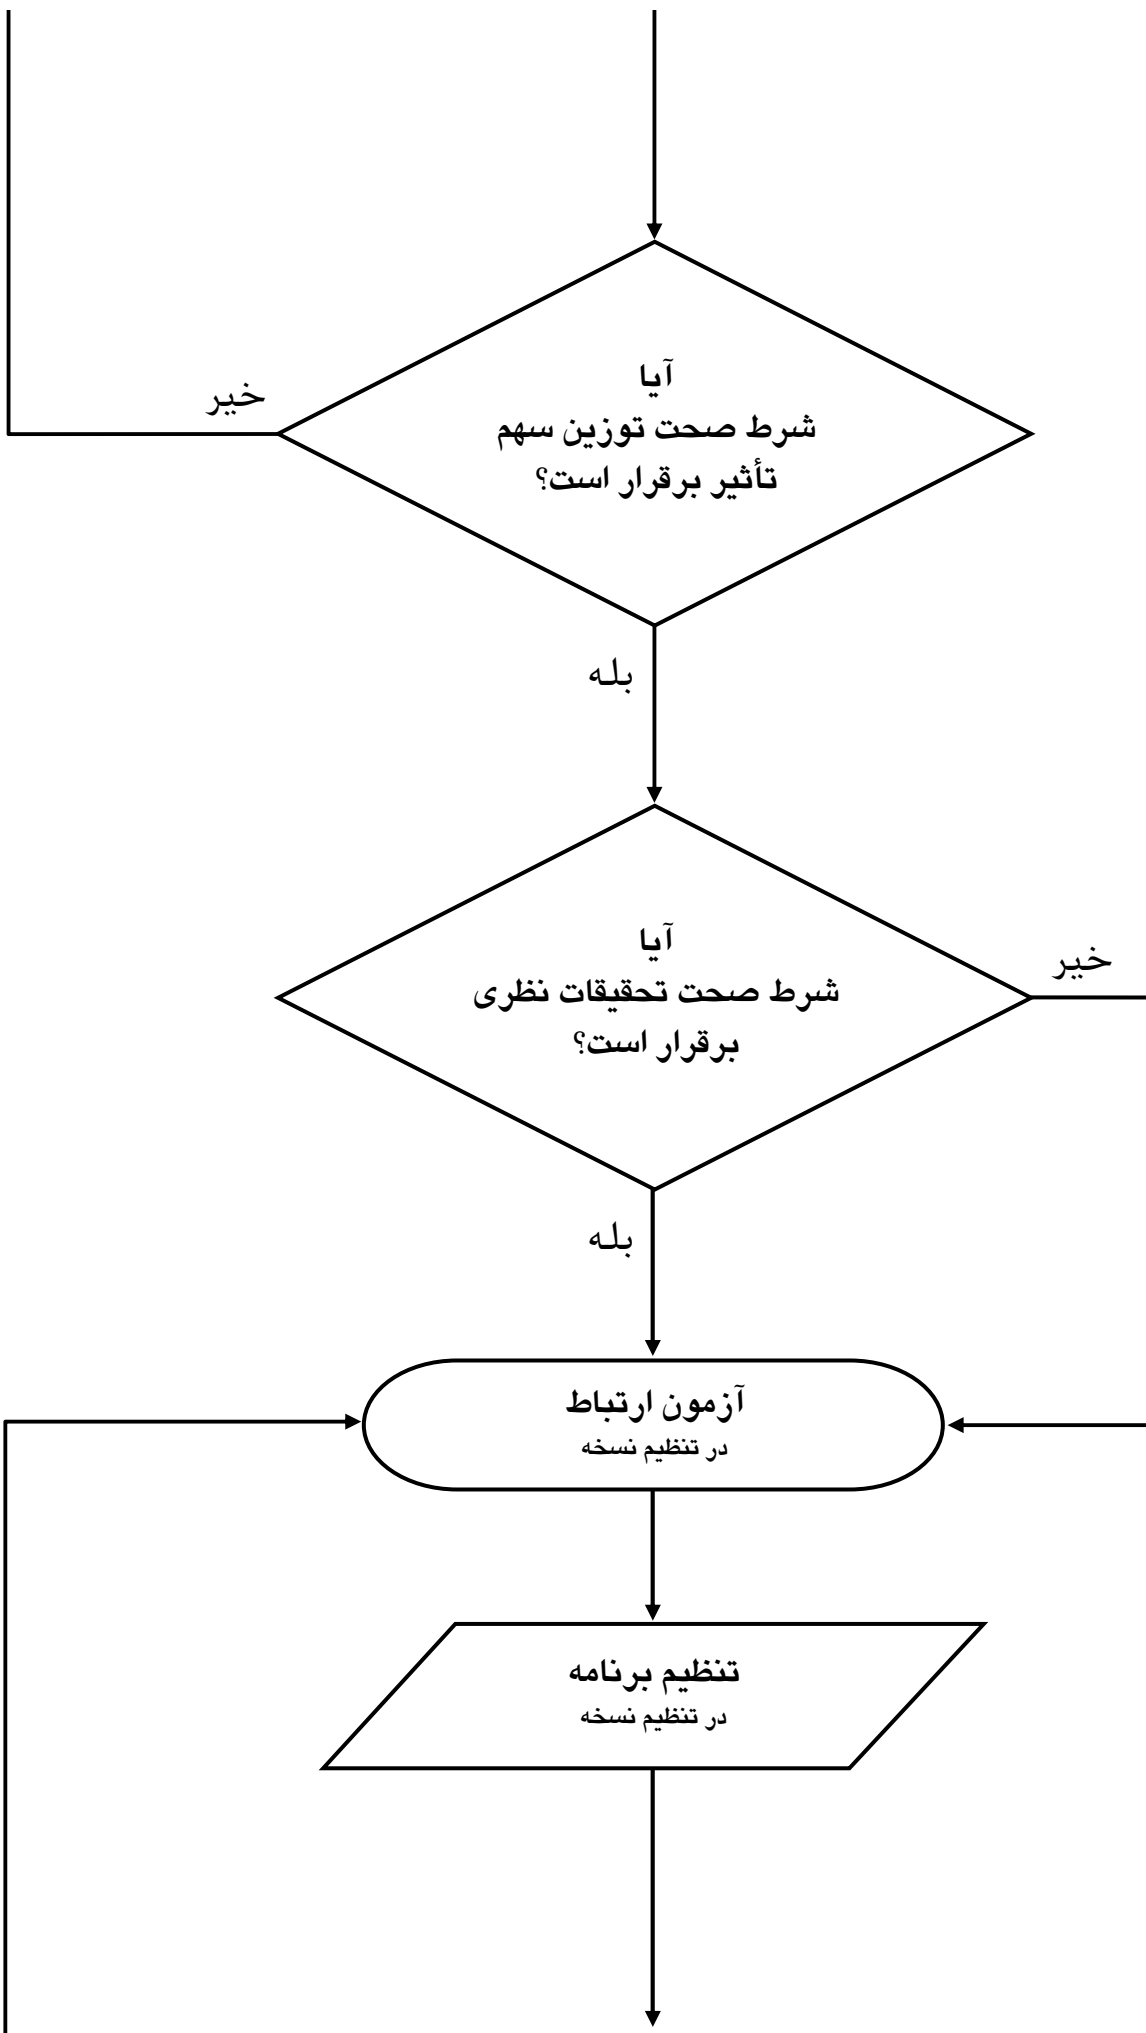 آیا
شرط صحت توزین سهم
تأثیر برقرار است؟
خیر
بله
آیا
شرط صحت تحقیقات نظری
برقرار است؟
خیر
بله
آزمون ارتباط
در تنظیم نسخه
تنظیم برنامه
در تنظیم نسخه